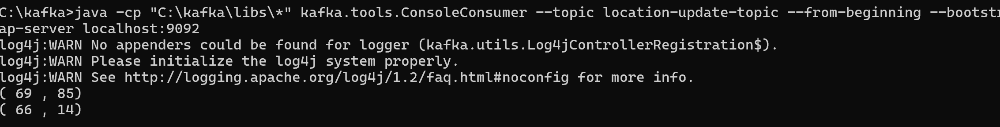 C:\kafka>java -cp "C:\kafka\libs\*" kafka.tools.ConsoleConsumer --topic location-update-topic --from-beginning --bootstr
ap-server localhost:9092
log4j:WARN No appenders could be found for logger (kafka.utils.Log4jControllerRegistration$).
log4j:WARN Please initialize the log4j system properly.
log4j:WARN See http://logging.apache.org/log4j/1.2/faq.html#noconfig for more info.
( 69 , 85)
( 66 , 14)